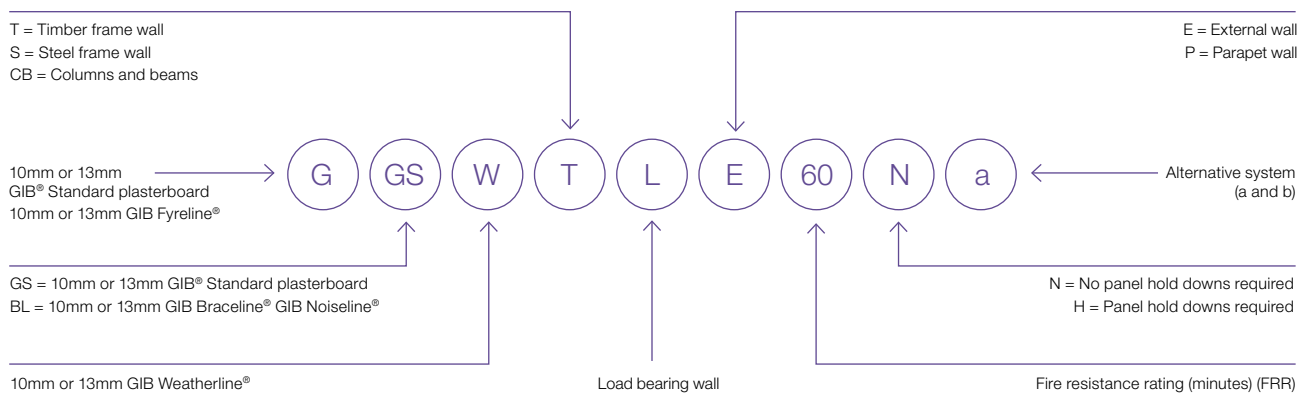 T = Timber frame wall
S = Steel frame wall
CB = Columns and beams
E = External wall
P = Parapet wall
10mm or 13mm
GIB® Standard plasterboard
10mm or 13mm GIB Fyreline®
G GS W T L E 60 N a
Alternative system
(a and b)
GS = 10mm or 13mm GIB® Standard plasterboard
BL = 10mm or 13mm GIB Braceline® GIB Noiseline®
N = No panel hold downs required
H = Panel hold downs required
10mm or 13mm GIB Weatherline®
Load bearing wall
Fire resistance rating (minutes) (FRR)